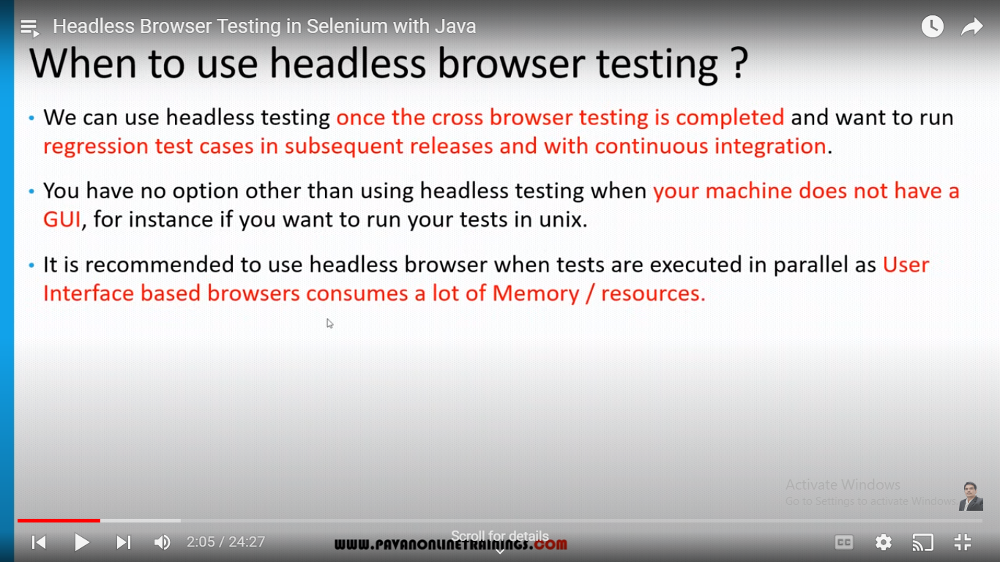 Headless Browser Testing in Selenium with Java
When to use headless browser testing ?
• We can use headless testing once the cross browser testing is completed and want to run
regression test cases in subsequent releases and with continuous integration.
• You have no option other than using headless testing when your machine does not have a
GUI, for instance if you want to run your tests in unix.
• It is recommended to use headless browser when tests are executed in parallel as User
Interface based browsers consumes a lot of Memory / resources.
Activate Windows
Go to Settings to activate Windows
Scroll for details
2:05 / 24:27
www.PAVANONLINETRAININGS.COM
CC